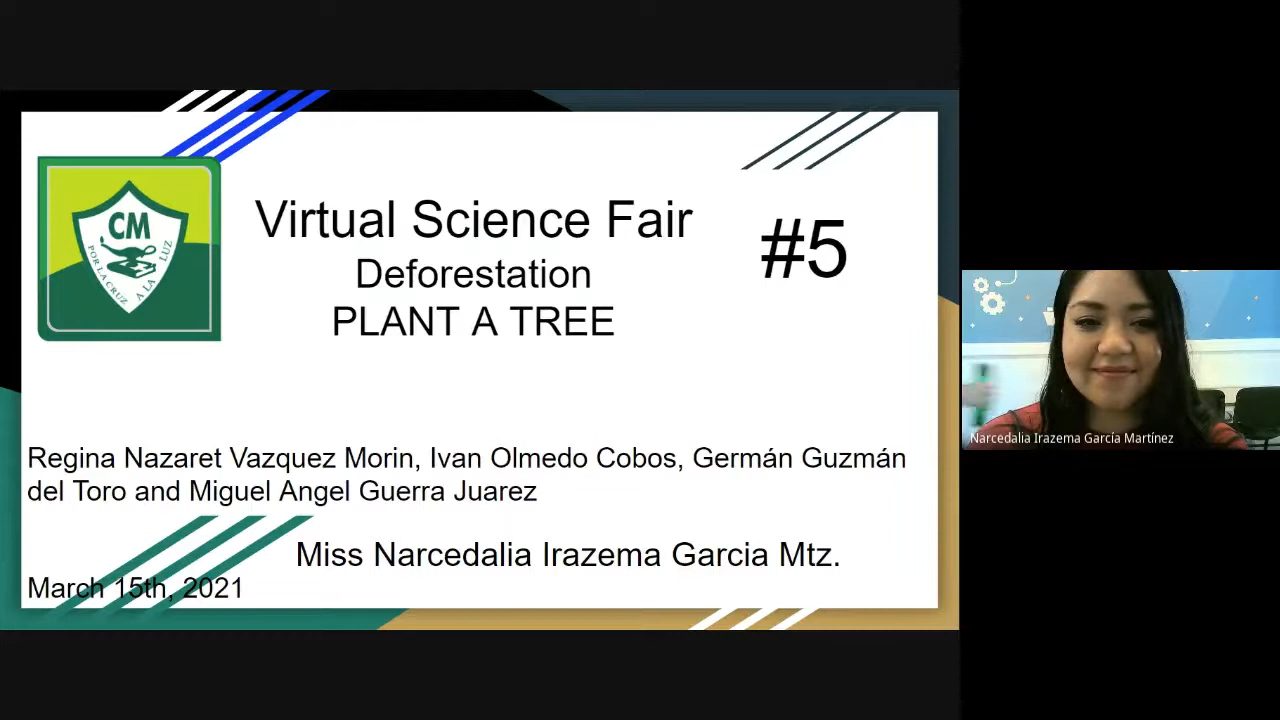 CM
POR LA CRUZ A LA LUZ
Virtual Science Fair
Deforestation
PLANT A TREE
#5
Regina Nazaret Vazquez Morin, Ivan Olmedo Cobos, Germán Guzmán
del Toro and Miguel Angel Guerra Juarez
Miss Narcedalia Irazema Garcia Mtz.
March 15th, 2021
Narcedalia Irazema García Martínez